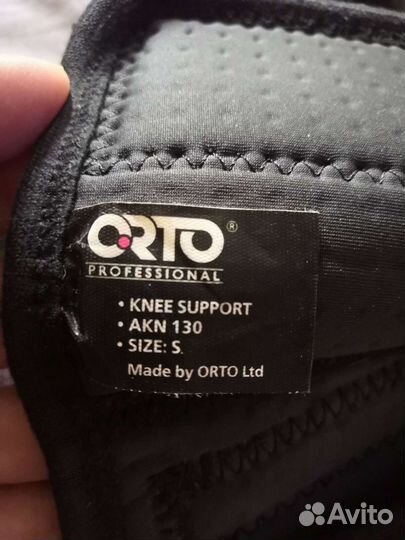 ORTO®
PROFESSIONAL
• KNEE SUPPORT
• AKN 130
• SIZE: S
Made by ORTO Ltd
Avito